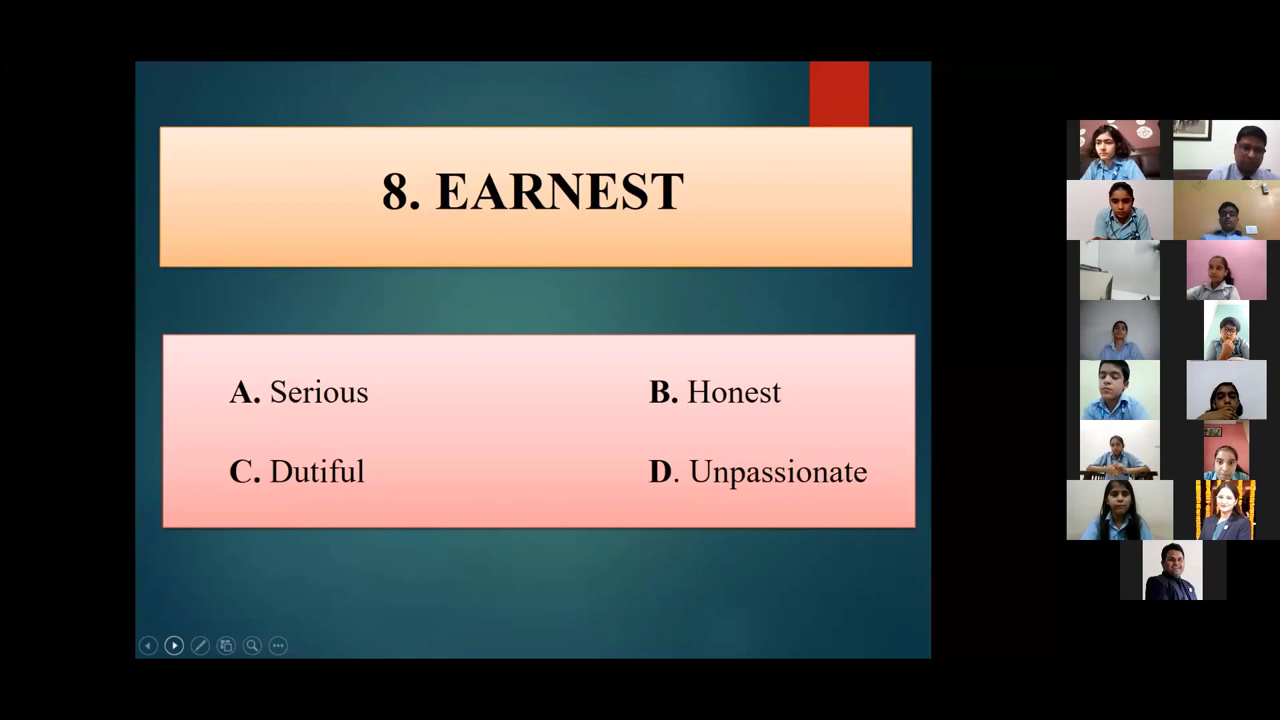 8. EARNEST
A. Serious
B. Honest
C. Dutiful
D. Unpassionate